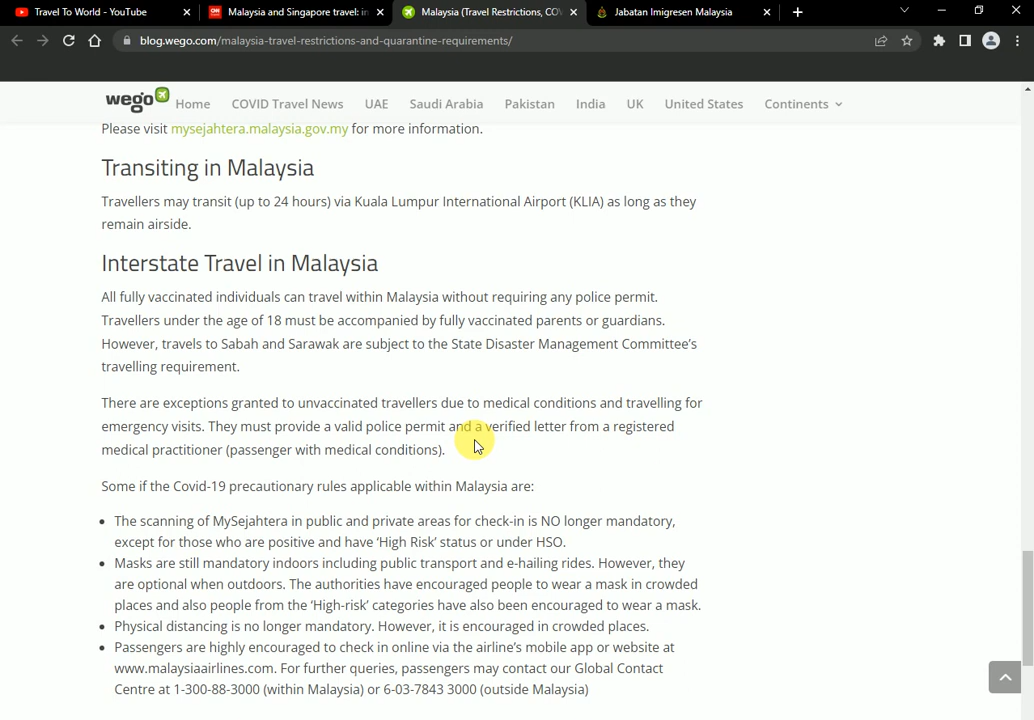 Travel To World - YouTube
Malaysia and Singapore travel: in
Malaysia (Travel Restrictions, CO
Jabatan Imigresen Malaysia
blog.wego.com/malaysia-travel-restrictions-and-quarantine-requirements/
wego Home COVID Travel News UAE Saudi Arabia Pakistan India UK United States Continents
Please visit mysejahtera.malaysia.gov.my for more information.
Transiting in Malaysia
Travellers may transit (up to 24 hours) via Kuala Lumpur International Airport (KLIA) as long as they
remain airside.
Interstate Travel in Malaysia
All fully vaccinated individuals can travel within Malaysia without requiring any police permit.
Travellers under the age of 18 must be accompanied by fully vaccinated parents or guardians.
However, travels to Sabah and Sarawak are subject to the State Disaster Management Committee's
travelling requirement.
There are exceptions granted to unvaccinated travellers due to medical conditions and travelling for
emergency visits. They must provide a valid police permit and a verified letter from a registered
medical practitioner (passenger with medical conditions).
Some if the Covid-19 precautionary rules applicable within Malaysia are:
• The scanning of MySejahtera in public and private areas for check-in is NO longer mandatory,
except for those who are positive and have 'High Risk' status or under HSO.
• Masks are still mandatory indoors including public transport and e-hailing rides. However, they
are optional when outdoors. The authorities have encouraged people to wear a mask in crowded
places and also people from the 'High-risk' categories have also been encouraged to wear a mask.
• Physical distancing is no longer mandatory. However, it is encouraged in crowded places.
• Passengers are highly encouraged to check in online via the airline's mobile app or website at
www.malaysiaairlines.com. For further queries, passengers may contact our Global Contact
Centre at 1-300-88-3000 (within Malaysia) or 6-03-7843 3000 (outside Malaysia)